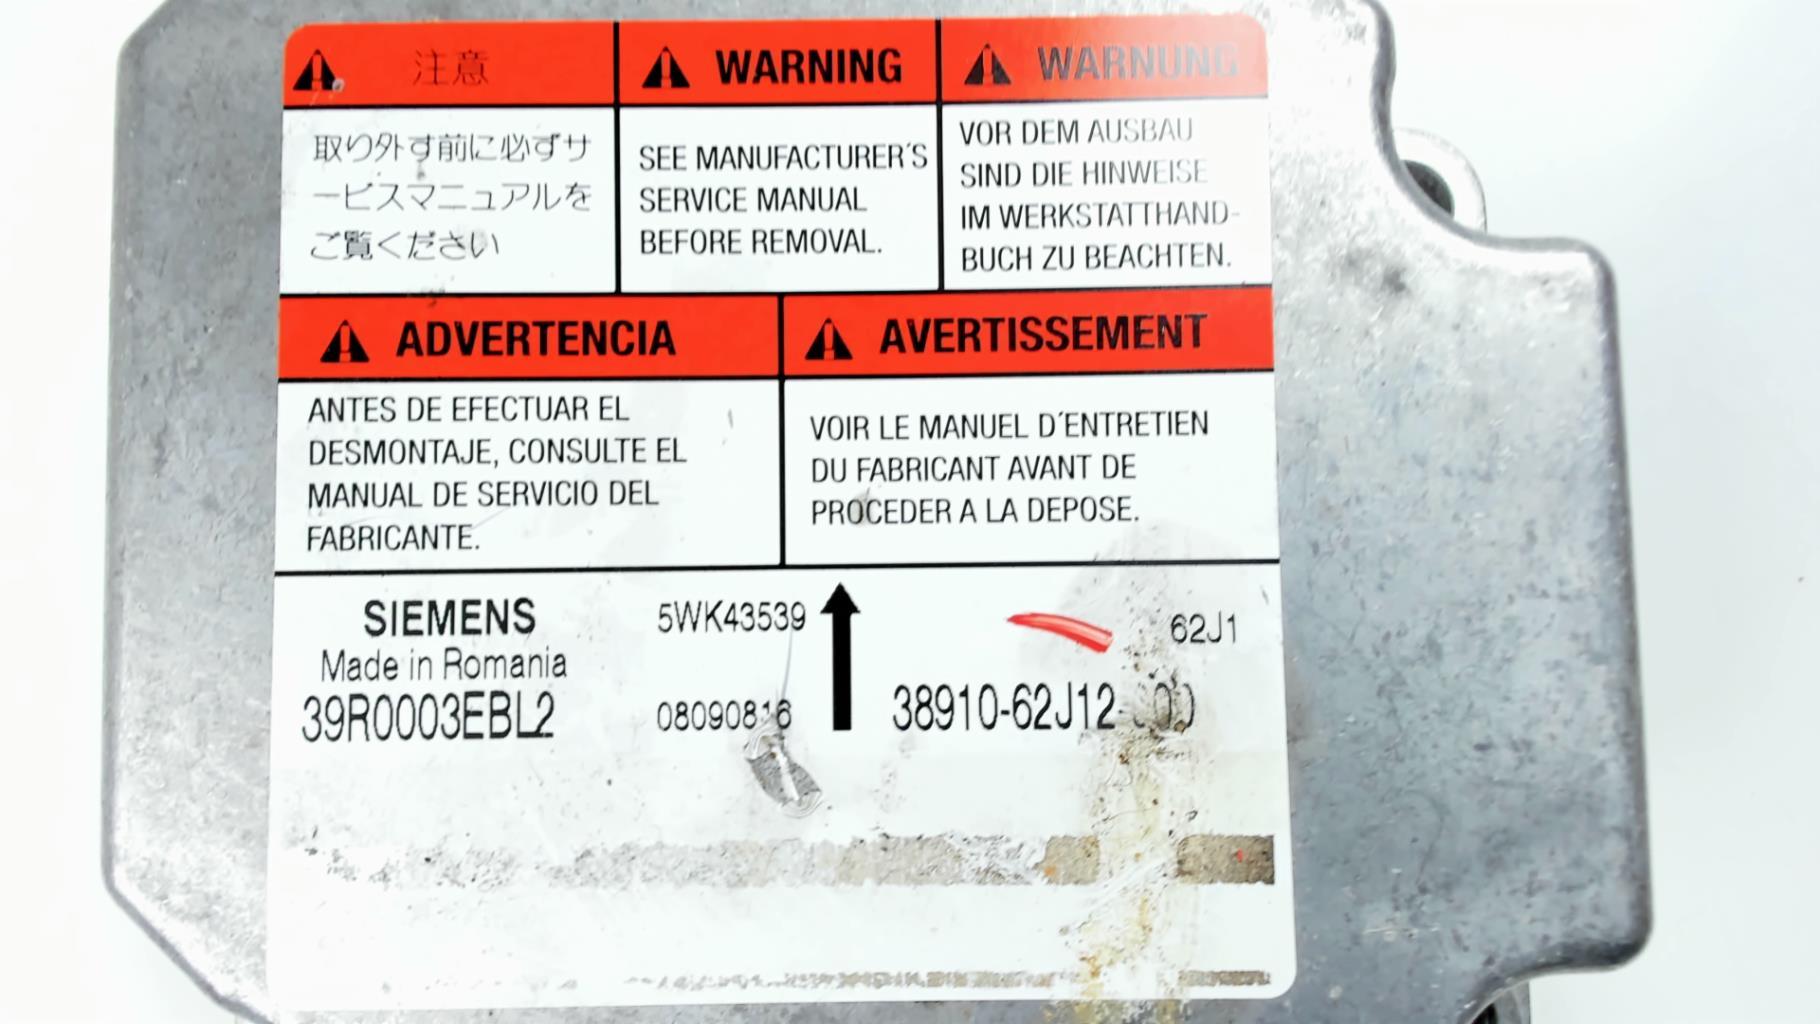 注意
取り外す前に必ずサ
ービスマニュアルを
ご覧ください
WARNING
SEE MANUFACTURER´S
SERVICE MANUAL
BEFORE REMOVAL.
WARNUNG
VOR DEM AUSBAU
SIND DIE HINWEISE
IM WERKSTATTHAND-
BUCH ZU BEACHTEN.
ADVERTENCIA
ANTES DE EFECTUAR EL
DESMONTAJE, CONSULTE EL
MANUAL DE SERVICIO DEL
FABRICANTE.
AVERTISSEMENT
VOIR LE MANUEL D´ENTRETIEN
DU FABRICANT AVANT DE
PROCEDER A LA DEPOSE.
SIEMENS
Made in Romania
39R0003EBL2
5WK43539
08090816
62J1
38910-62J12-